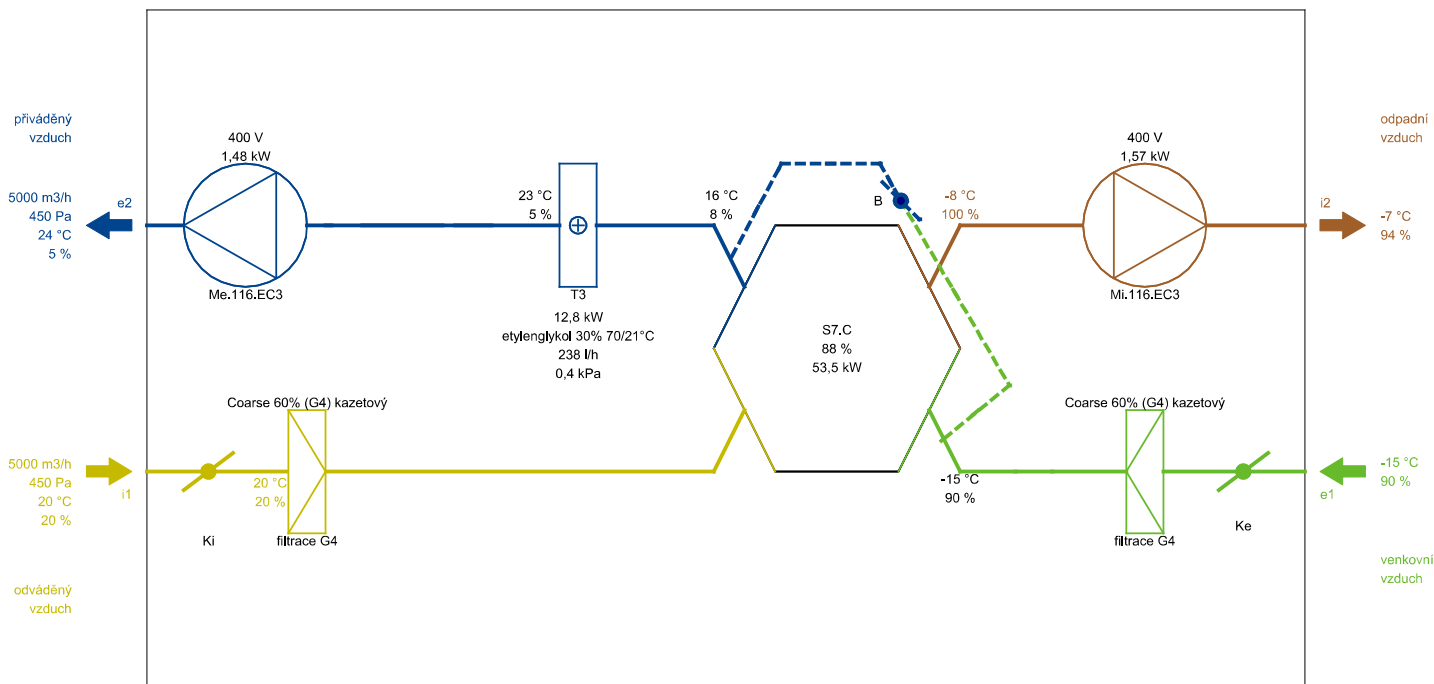 přiváděný
vzduch
5000 m3/h
450 Pa
24 °C
5 %
e2
400 V
1,48 kW
Me.116.EC3
23 °C
5 %
T3
12,8 kW
etylenglykol 30% 70/21°C
238 l/h
0,4 kPa
16 °C
8 %
B
-8 °C
100 %
400 V
1,57 kW
Mi.116.EC3
odpadní
vzduch
i2
-7 °C
94 %
S7.C
88 %
53,5 kW
5000 m3/h
450 Pa
20 °C
20 %
i1
Ki
20 °C
20 %
Coarse 60% (G4) kazetový
filtrace G4
odváděný
vzduch
-15 °C
90 %
Coarse 60% (G4) kazetový
filtrace G4
Ke
e1
-15 °C
90 %
venkovní
vzduch